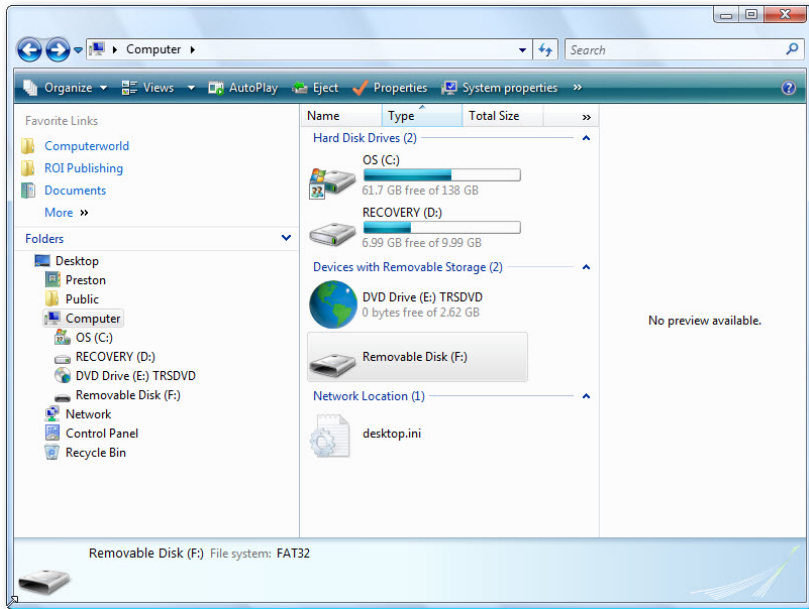 Computer
Search
Organize Views AutoPlay Eject Properties System properties »
Favorite Links
Computerworld
ROI Publishing
Documents
More »
Folders
Desktop
Preston
Public
Computer
OS (C:)
RECOVERY (D:)
DVD Drive (E:) TRSDVD
Removable Disk (F:)
Network
Control Panel
Recycle Bin
Name Type Total Size »
Hard Disk Drives (2)
OS (C:)
61.7 GB free of 138 GB
RECOVERY (D:)
6.99 GB free of 9.99 GB
Devices with Removable Storage (2)
DVD Drive (E:) TRSDVD
0 bytes free of 2.62 GB
Removable Disk (F:)
Network Location (1)
desktop.ini
No preview available.
Removable Disk (F:) File system: FAT32